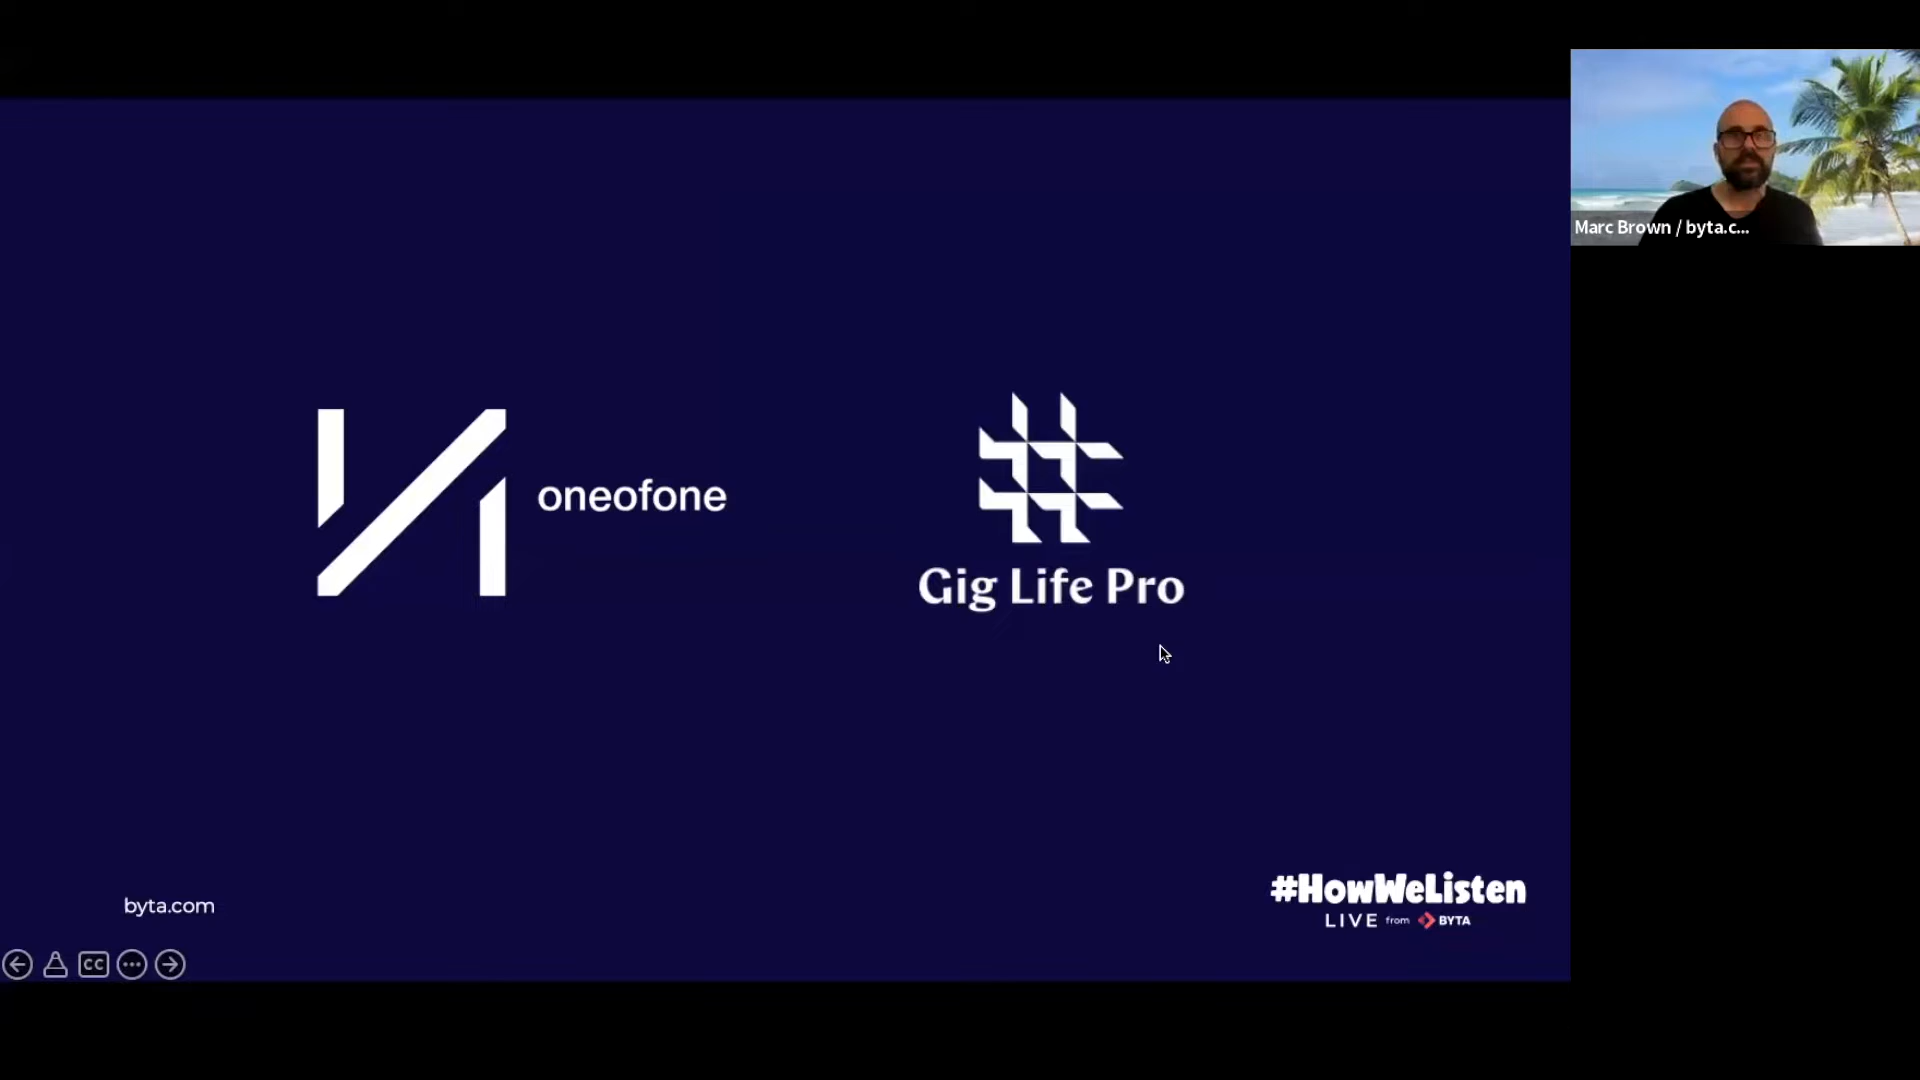 Marc Brown / byta.c...
oneofone
Gig Life Pro
#HowWeListen
LIVE from BYTA
byta.com
CC